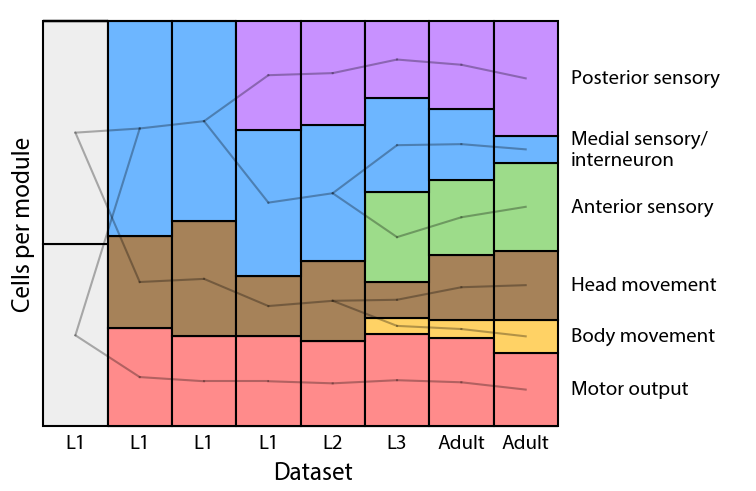 Cells per module
Posterior sensory
Medial sensory/
interneuron
Anterior sensory
Head movement
Body movement
Motor output
L1 L1 L1 L1 L2 L3 Adult Adult
Dataset